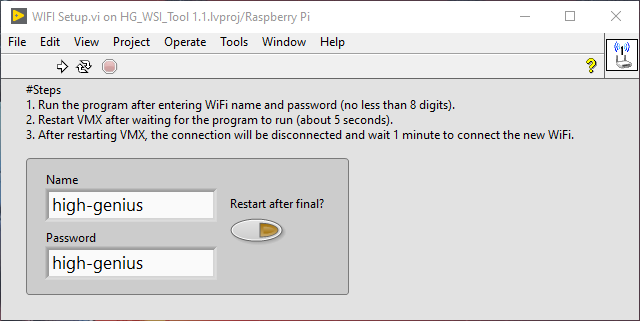 WIFI Setup.vi on HG_WSI_Tool 1.1.lvproj/Raspberry Pi
File Edit View Project Operate Tools Window Help
#Steps
1. Run the program after entering WiFi name and password (no less than 8 digits).
2. Restart VMX after waiting for the program to run (about 5 seconds).
3. After restarting VMX, the connection will be disconnected and wait 1 minute to connect the new WiFi.
Name
high-genius
Restart after final?
Password
high-genius